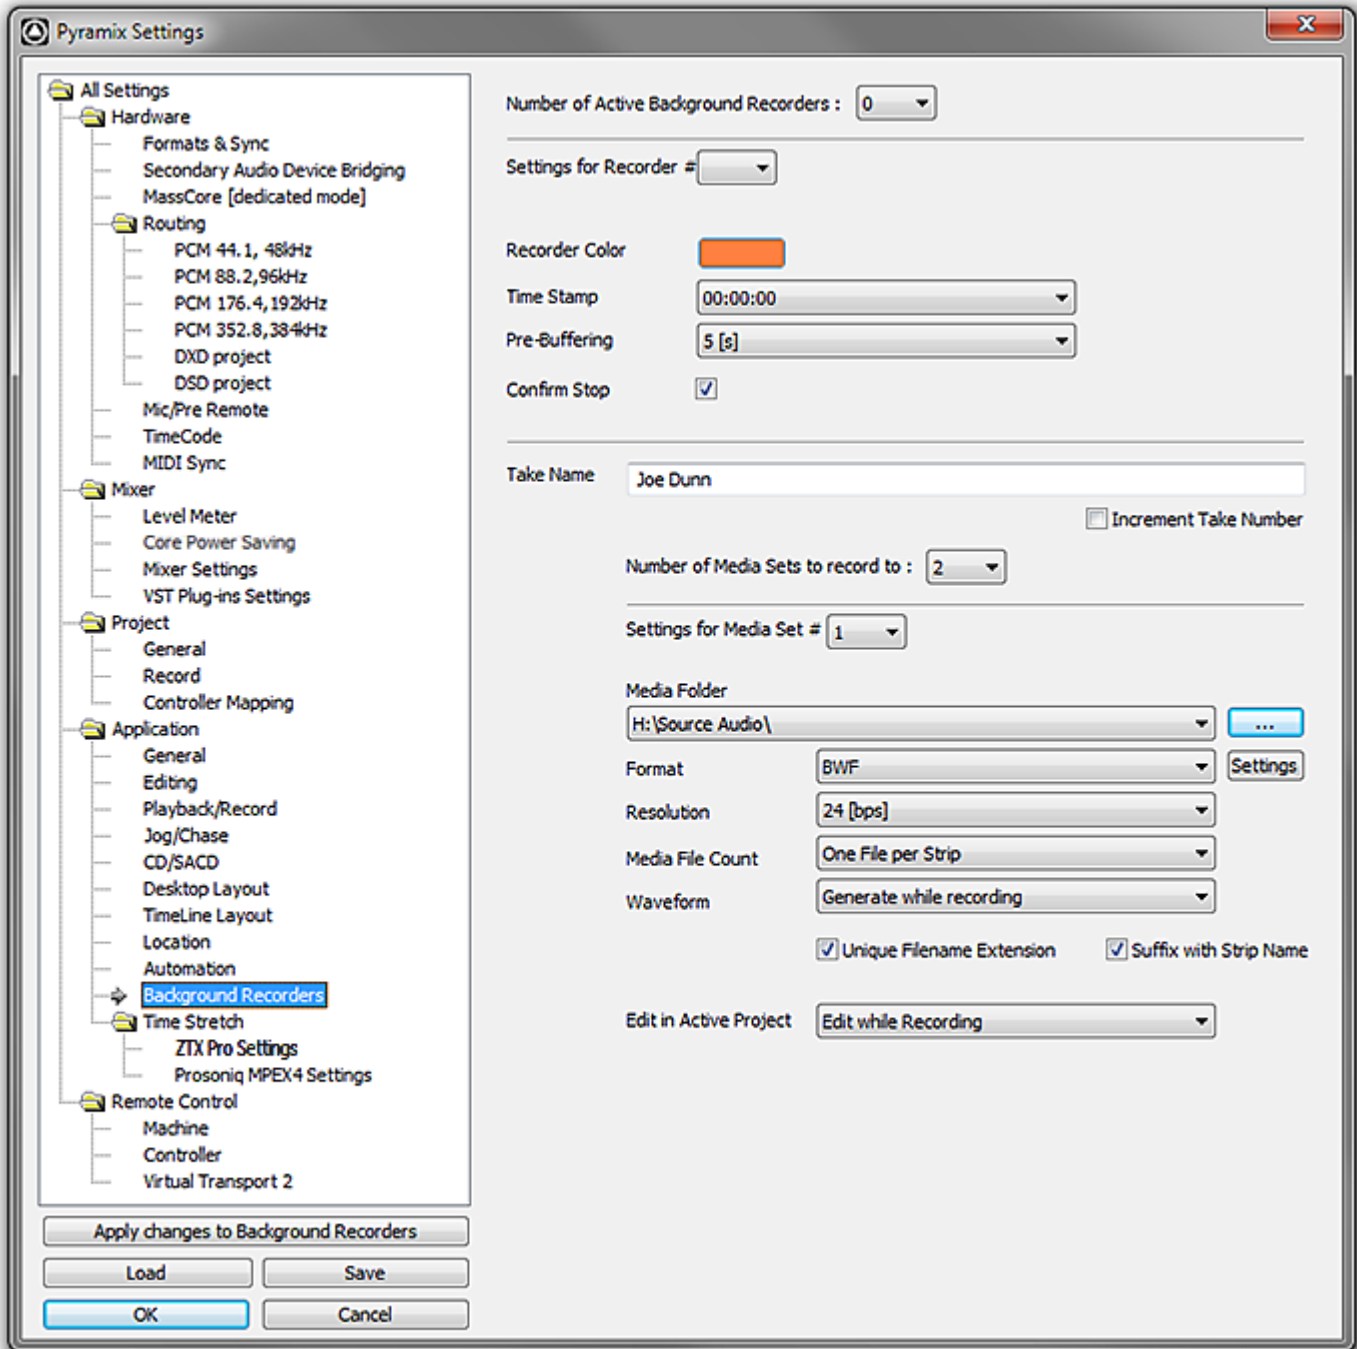 Pyramix Settings
All Settings
Hardware
Formats & Sync
Secondary Audio Device Bridging
MassCore [dedicated mode]
Routing
PCM 44.1, 48kHz
PCM 88.2,96kHz
PCM 176.4,192kHz
PCM 352.8,384kHz
DXD project
DSD project
Mic/Pre Remote
TimeCode
MIDI Sync
Mixer
Level Meter
Core Power Saving
Mixer Settings
VST Plug-ins Settings
Project
General
Record
Controller Mapping
Application
General
Editing
Playback/Record
Jog/Chase
CD/SACD
Desktop Layout
TimeLine Layout
Location
Automation
Background Recorders
Time Stretch
ZTX Pro Settings
Prosoniq MPEX4 Settings
Remote Control
Machine
Controller
Virtual Transport 2
Apply changes to Background Recorders
Load Save
OK Cancel
Number of Active Background Recorders : 0
Settings for Recorder #
Recorder Color
Time Stamp 00:00:00
Pre-Buffering 5 [s]
Confirm Stop
Take Name Joe Dunn
Increment Take Number
Number of Media Sets to record to : 2
Settings for Media Set # 1
Media Folder
H:\Source Audio\ ...
Format BWF Settings
Resolution 24 [bps]
Media File Count One File per Strip
Waveform Generate while recording
Unique Filename Extension Suffix with Strip Name
Edit in Active Project Edit while Recording